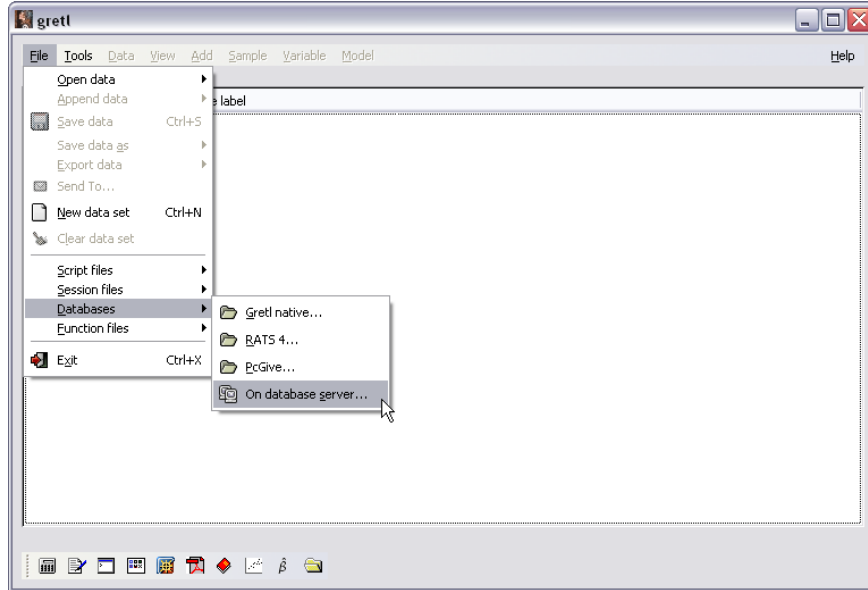 gretl
File Tools Data View Add Sample Variable Model Help
Open data
Append data
e label
Save data Ctrl+S
Save data as
Export data
Send To...
New data set Ctrl+N
Clear data set
Script files
Session files
Databases
Function files
Exit Ctrl+X
Gretl native...
RATS 4...
PcGive...
On database server...
β̂